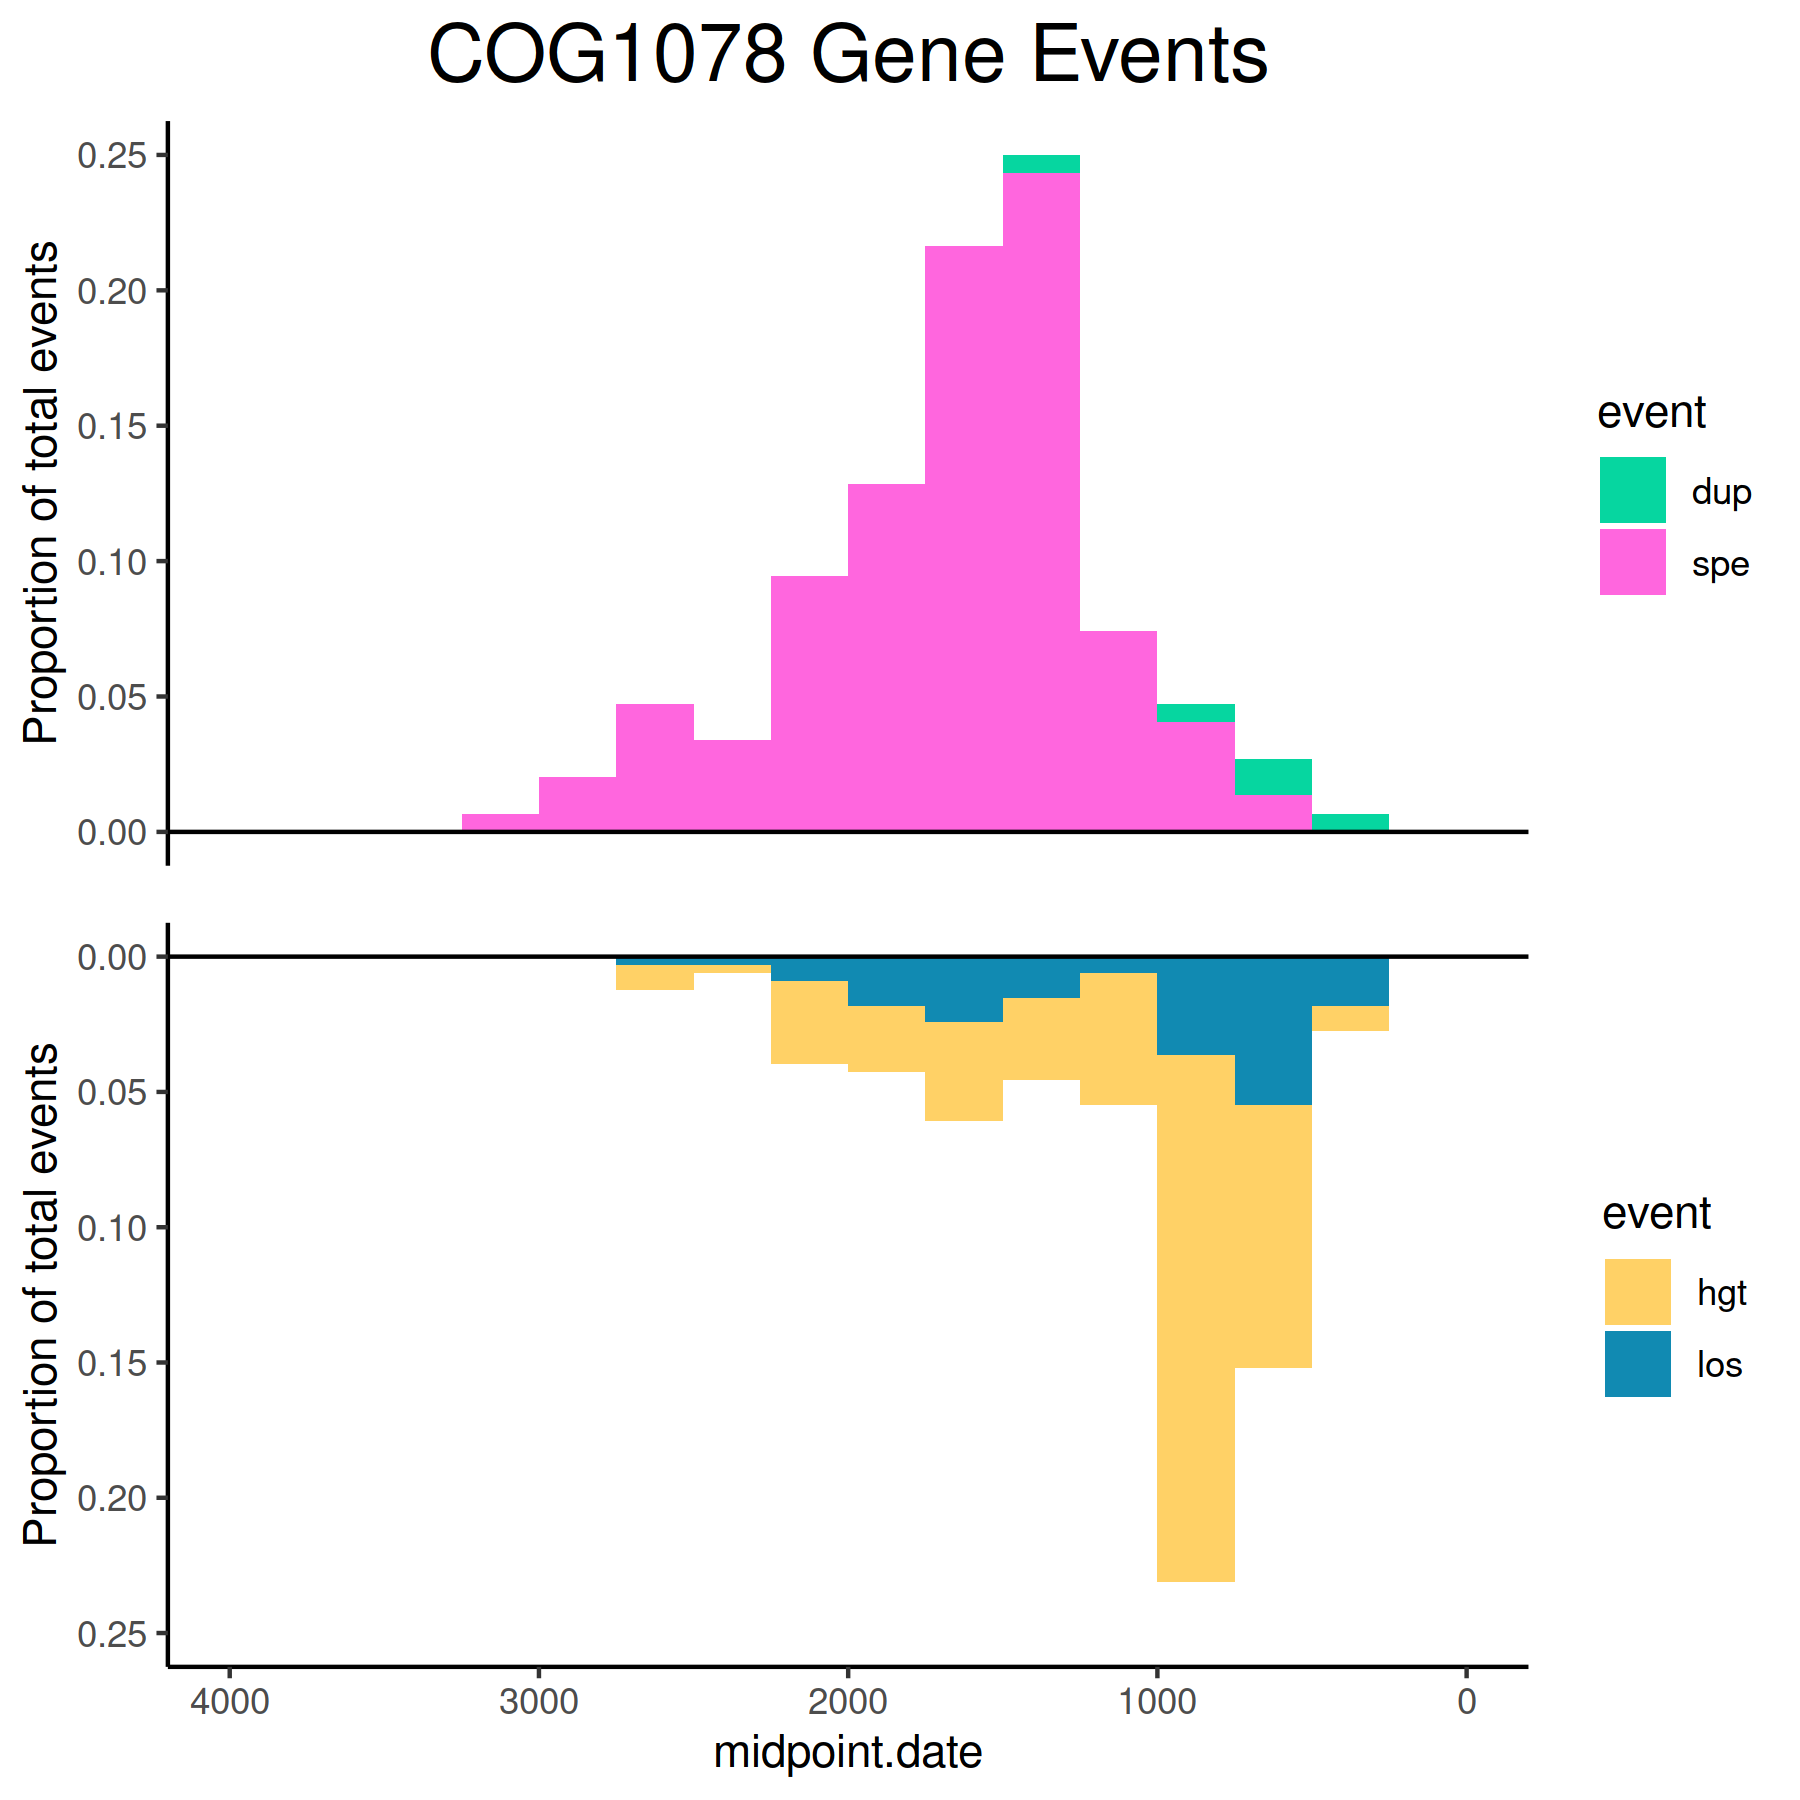 COG1078 Gene Events
Proportion of total events
0.25
0.20
0.15
0.10
0.05
0.00
event
dup
spe
Proportion of total events
0.00
0.05
0.10
0.15
0.20
0.25
event
hgt
los
4000 3000 2000 1000 0
midpoint.date